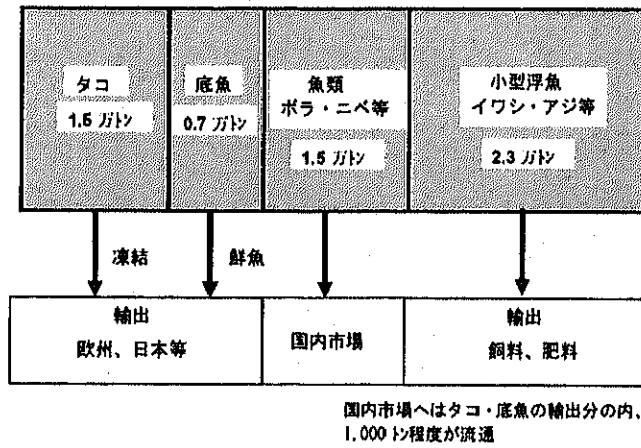 タコ
1.5 万トン
底魚
0.7 万トン
魚類
ボラ・ニベ等
1.5 万トン
小型浮魚
イワシ・アジ等
2.3 万トン
凍結
鮮魚
輸出
欧州、日本等
国内市場
輸出
飼料、肥料
国内市場へはタコ・底魚の輸出分の内、
1,000 トン程度が流通